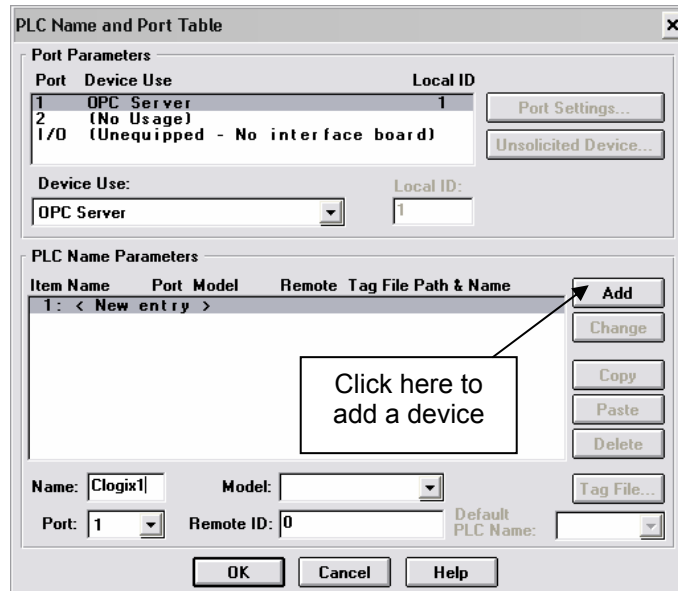 PLC Name and Port Table
Port Parameters
Port Device Use Local ID
1 OPC Server 1
2 (No Usage)
I/O (Unequipped - No interface board)
Port Settings...
Unsolicited Device...
Device Use:
Local ID:
OPC Server
1
PLC Name Parameters
Item Name Port Model Remote Tag File Path & Name
1: < New entry >
Add
Change
Copy
Paste
Delete
Click here to
add a device
Name: Clogix1 Model: Tag File...
Port: 1 Remote ID: 0 Default
PLC Name:
OK Cancel Help